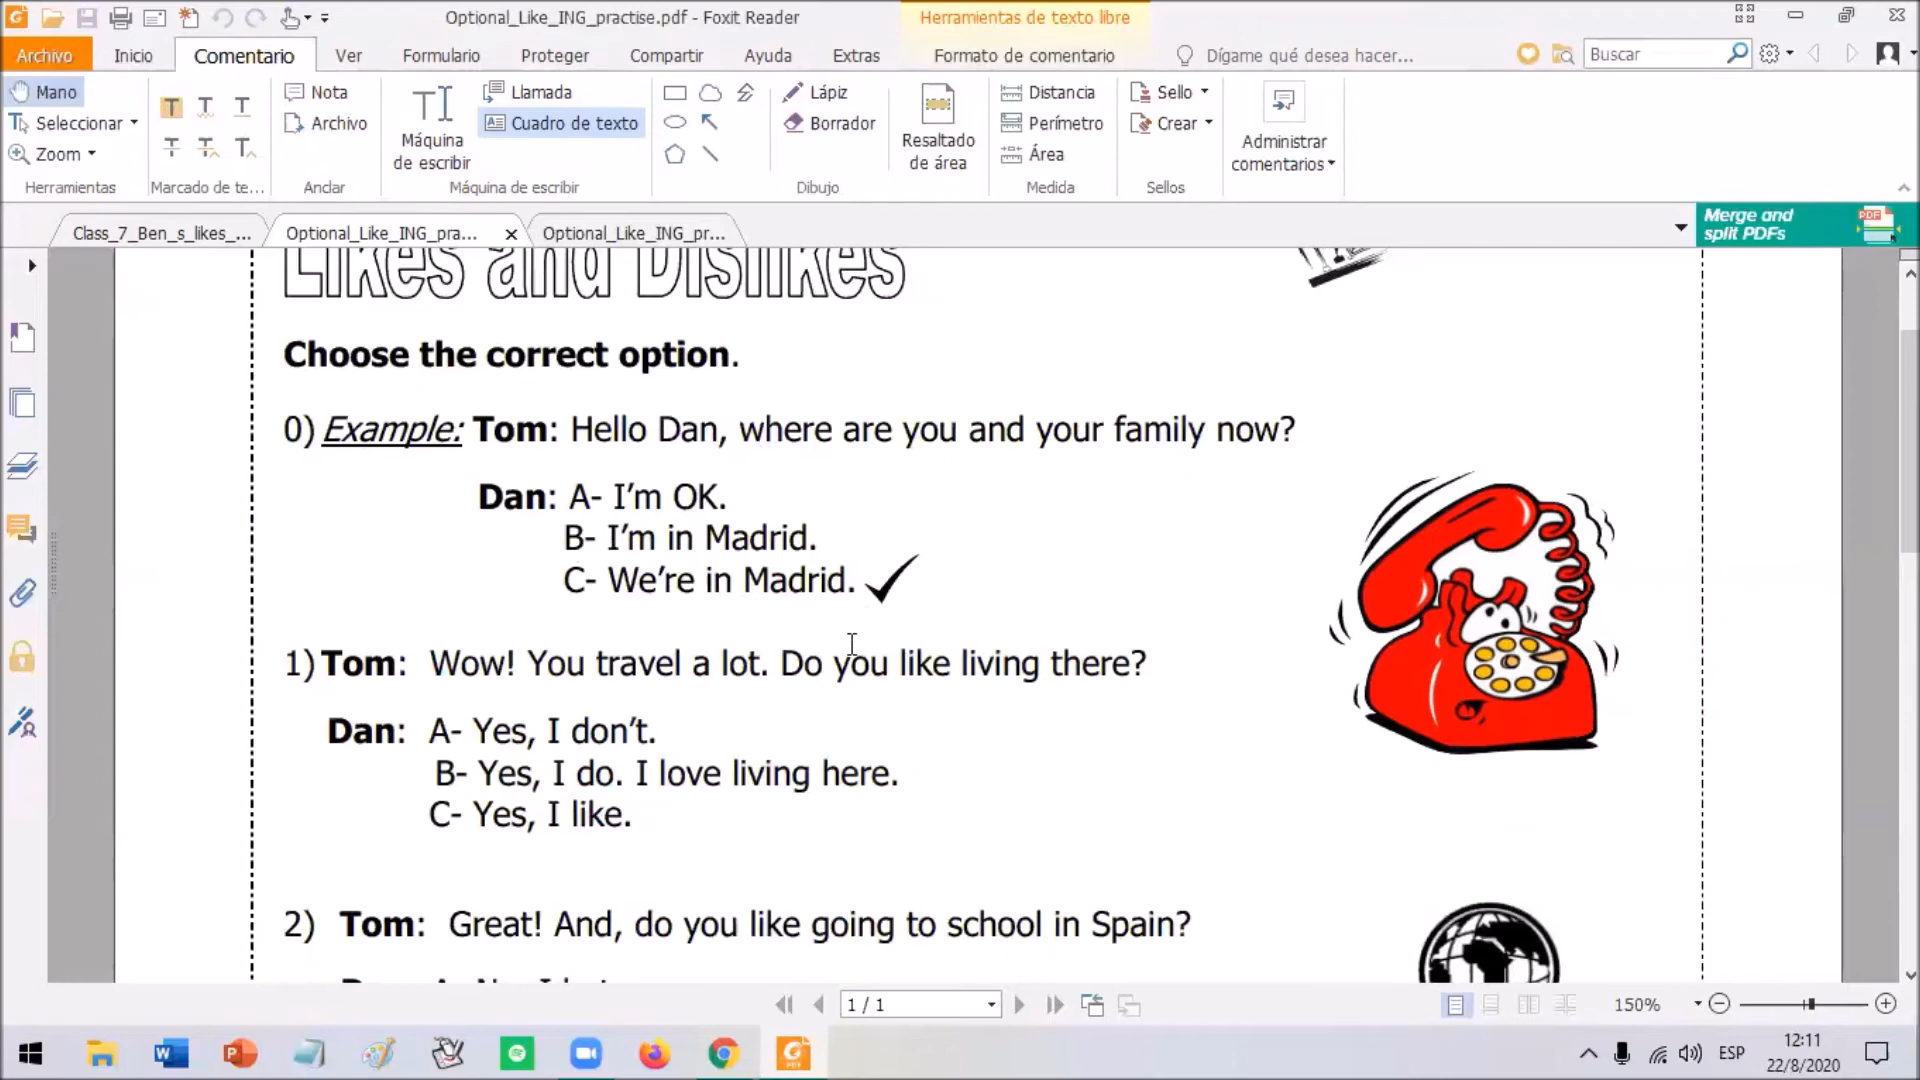 Optional_Like_ING_practise.pdf - Foxit Reader
Herramientas de texto libre
Archivo Inicio Comentario Ver Formulario Proteger Compartir Ayuda Extras Formato de comentario Dígame qué desea hacer... Buscar
Mano
Seleccionar
Zoom
Herramientas
Marcado de te...
Nota
Archivo
Anclar
Máquina
de escribir
Llamada
Cuadro de texto
Máquina de escribir
Lápiz
Borrador
Dibujo
Resaltado
de área
Distancia
Perímetro
Área
Medida
Sello
Crear
Sellos
Administrar
comentarios
Class_7_Ben_s_likes_... Optional_Like_ING_pra... Optional_Like_ING_pr...
Merge and
split PDFs
PDF
Likes and Dislikes
Choose the correct option.
0) Example: Tom: Hello Dan, where are you and your family now?
Dan: A- I'm OK.
B- I'm in Madrid.
C- We're in Madrid.
1) Tom: Wow! You travel a lot. Do you like living there?
Dan: A- Yes, I don't.
B- Yes, I do. I love living here.
C- Yes, I like.
2) Tom: Great! And, do you like going to school in Spain?
1 / 1
150%
ESP
12:11
22/8/2020